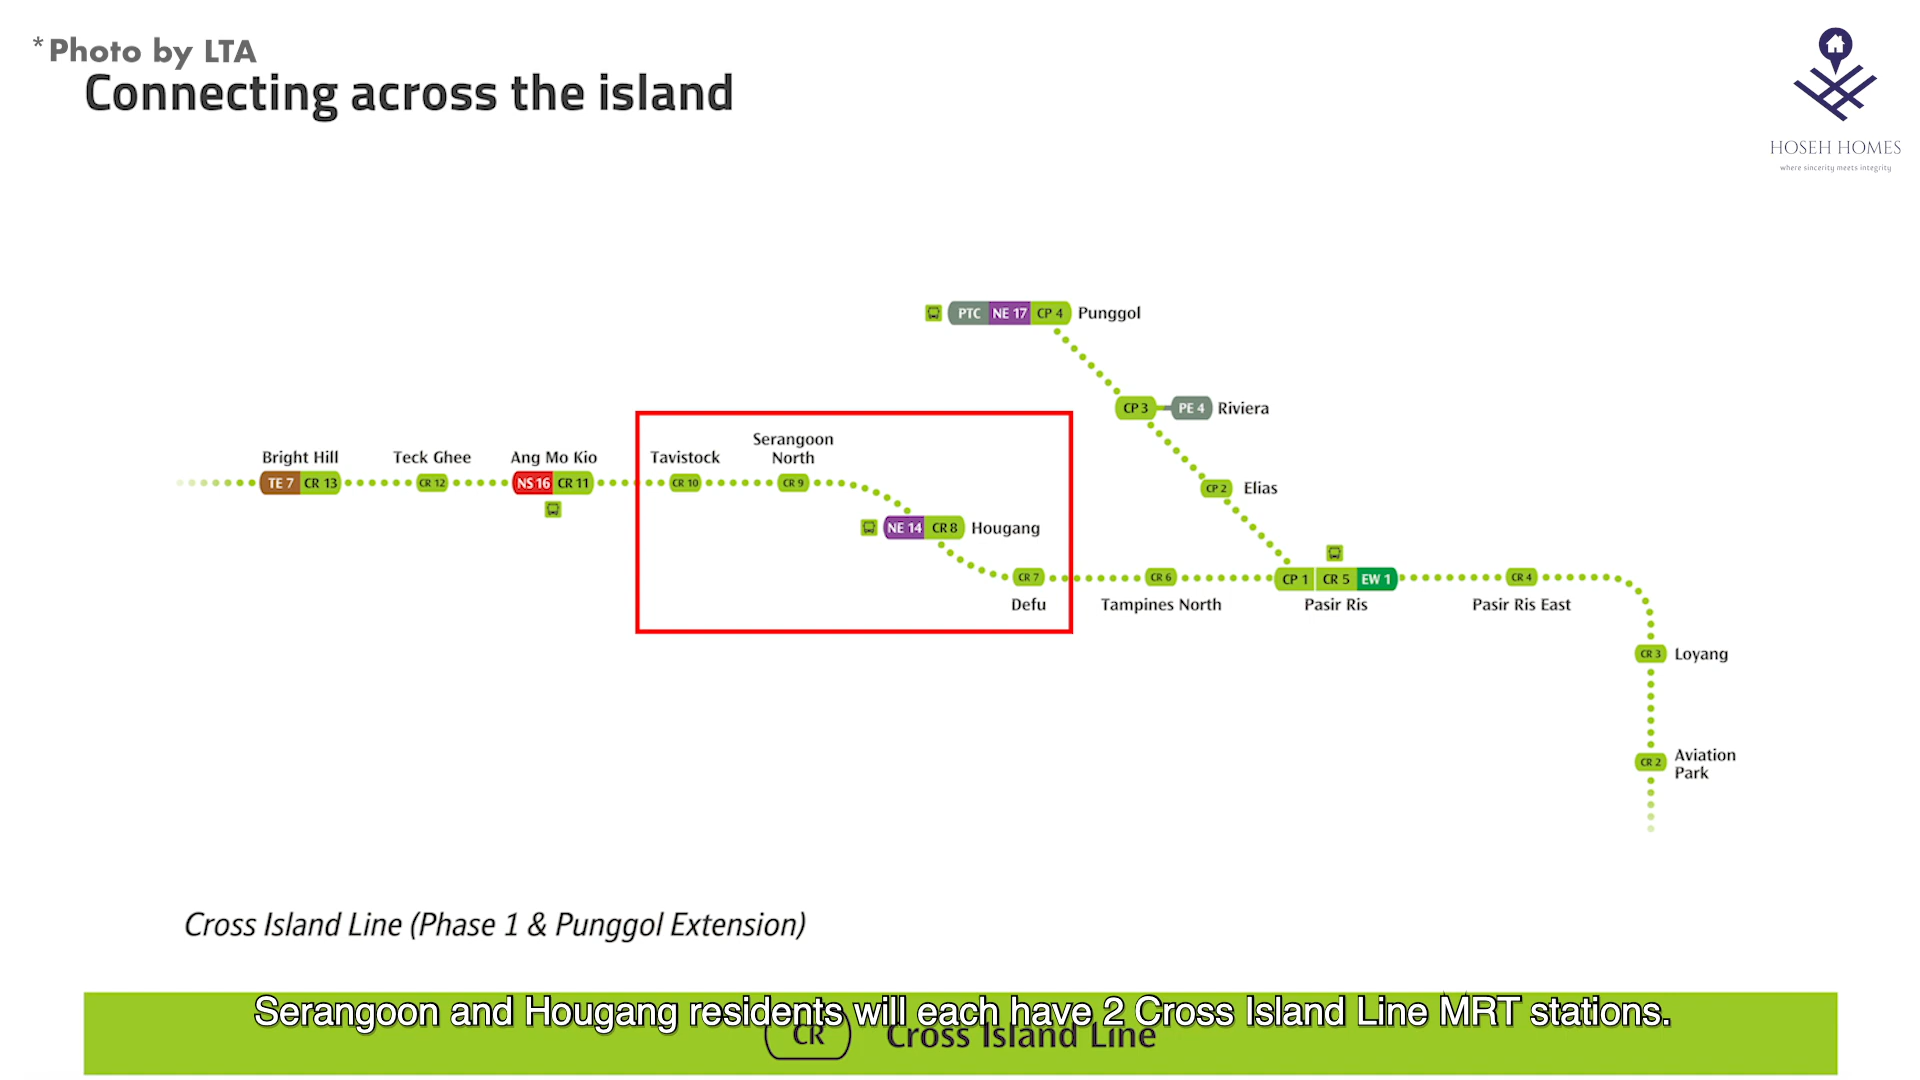 *Photo by LTA
Connecting across the island
HOSEH HOMES
where sincerity meets integrity
PTC NE 17 CP 4 Punggol
CP 3 PE 4 Riviera
Serangoon
North
Bright Hill Teck Ghee Ang Mo Kio Tavistock
TE 7 CR 13 CR 12 NS 16 CR 11 CR 10 CR 9
CP 2 Elias
NE 14 CR 8 Hougang
CR 7 CR 6 CP 1 CR 5 EW 1 CR 4
Defu Tampines North Pasir Ris Pasir Ris East
CR 3 Loyang
CR 2 Aviation
Park
Cross Island Line (Phase 1 & Punggol Extension)
Serangoon and Hougang residents will each have 2 Cross Island Line MRT stations.
CR Cross Island Line